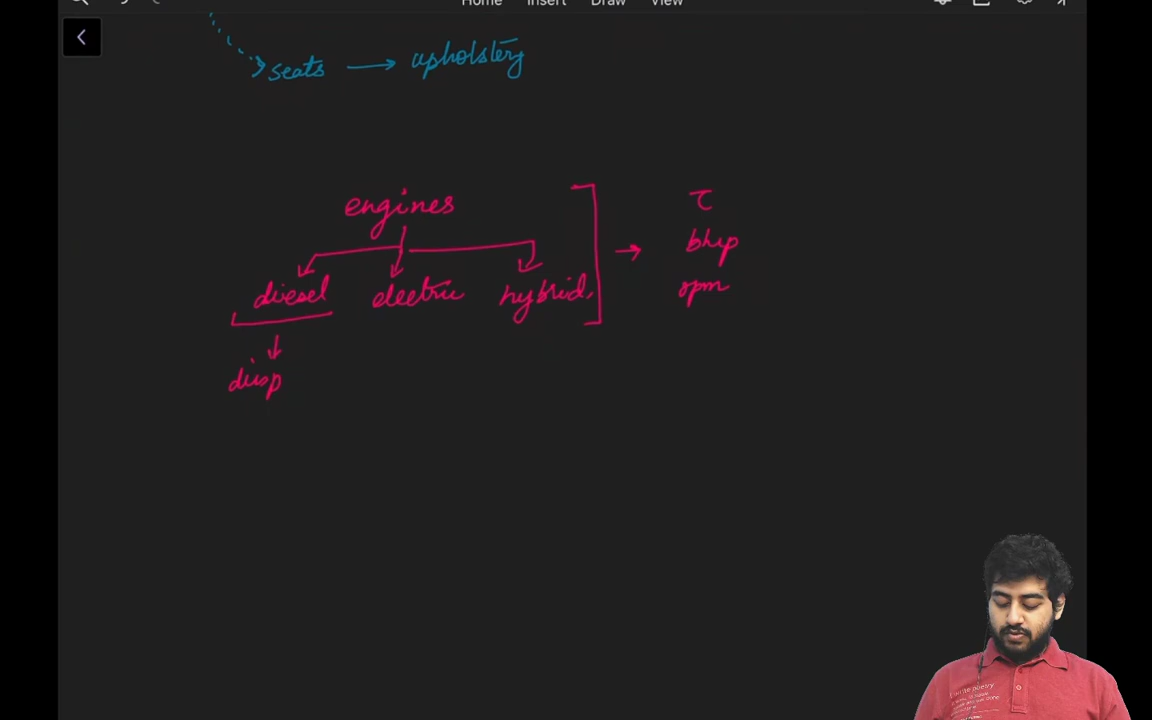 Home Insert Draw View
seats → upholstery
engines
diesel electric hybrid
τ
bhp
rpm
disp